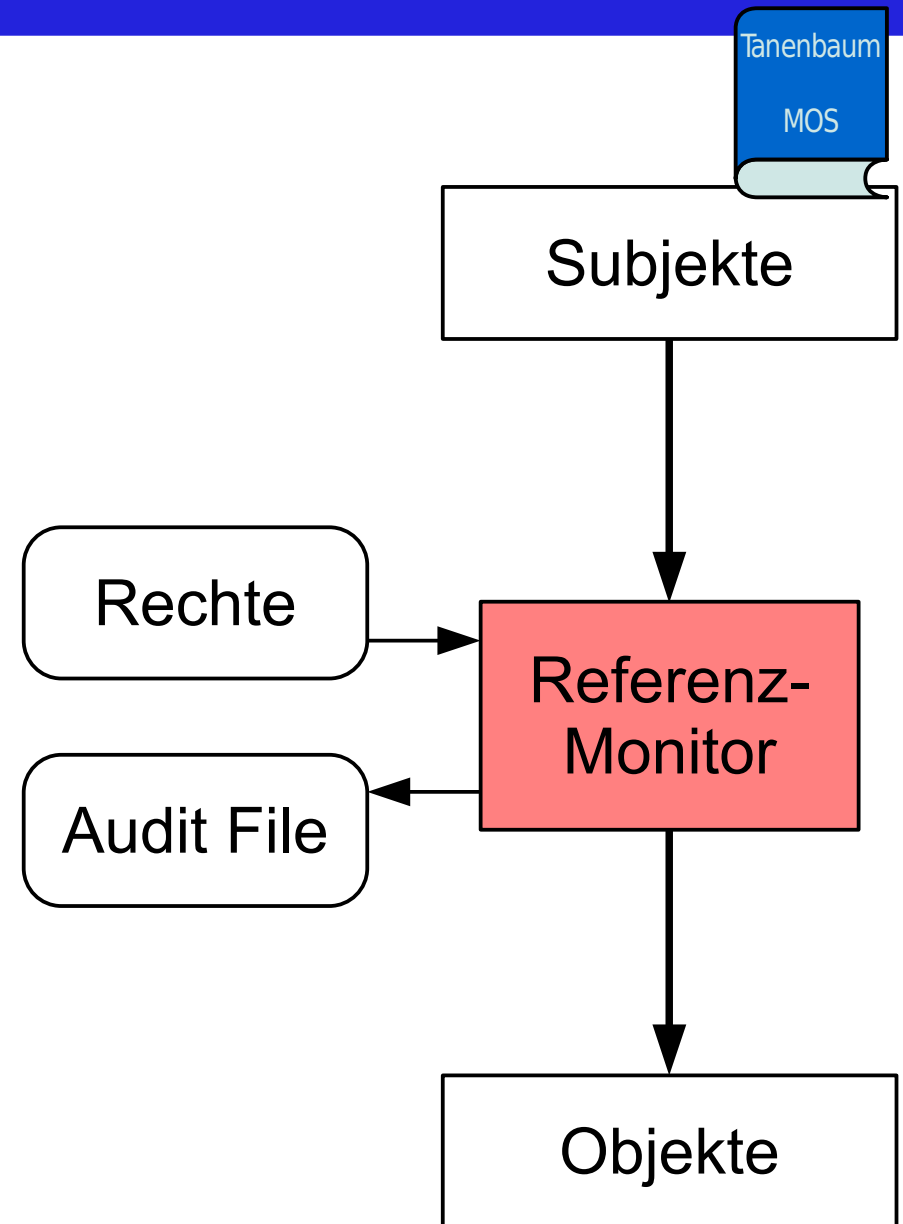 Tanenbaum
MOS
Subjekte
Rechte
Referenz-
Monitor
Audit File
Objekte